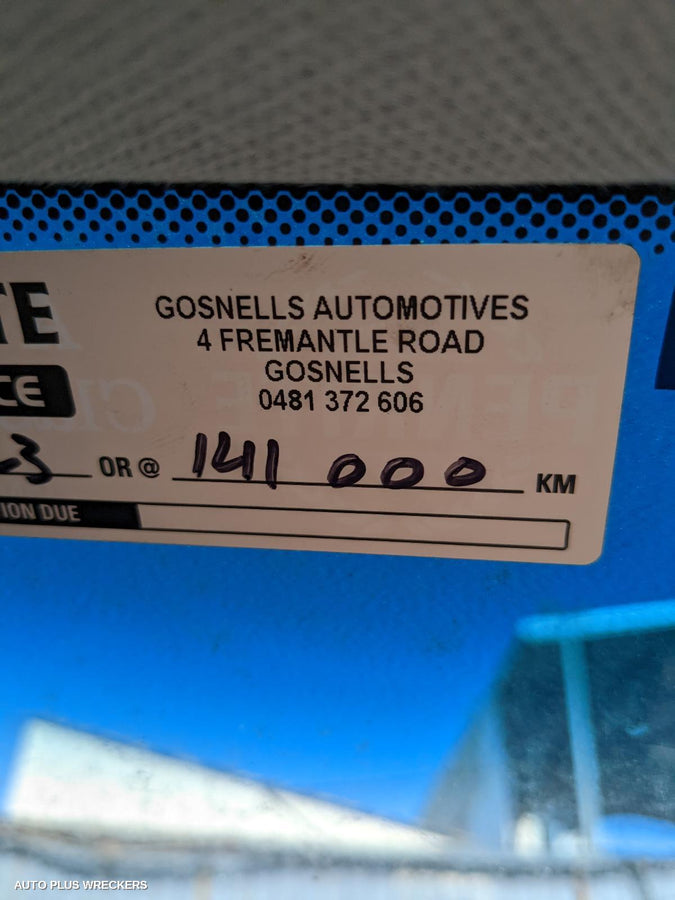 TE
GOSNELLS AUTOMOTIVES
4 FREMANTLE ROAD
GOSNELLS
0481 372 606
CE
-3 OR @ 141 000 KM
ION DUE
AUTO PLUS WRECKERS